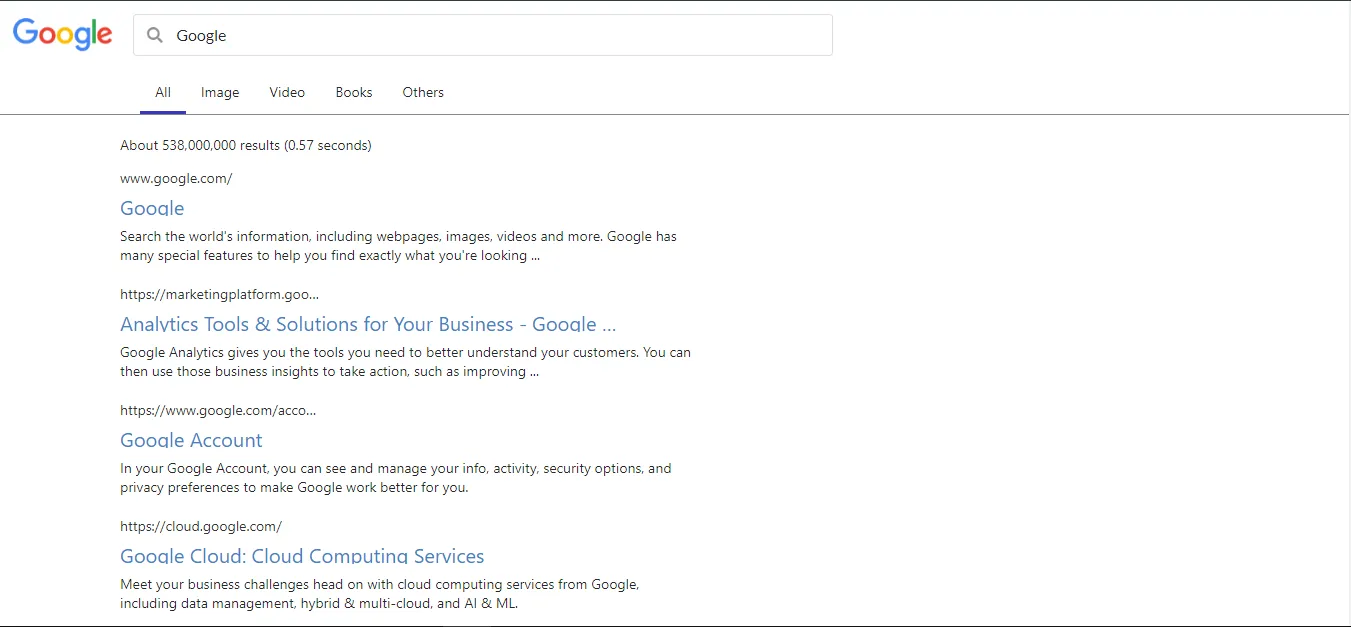 Google
Google
All Image Video Books Others
About 538,000,000 results (0.57 seconds)
www.google.com/
Google
Search the world's information, including webpages, images, videos and more. Google has
many special features to help you find exactly what you're looking ...
https://marketingplatform.goo...
Analytics Tools & Solutions for Your Business - Google ...
Google Analytics gives you the tools you need to better understand your customers. You can
then use those business insights to take action, such as improving ...
https://www.google.com/acco...
Google Account
In your Google Account, you can see and manage your info, activity, security options, and
privacy preferences to make Google work better for you.
https://cloud.google.com/
Google Cloud: Cloud Computing Services
Meet your business challenges head on with cloud computing services from Google,
including data management, hybrid & multi-cloud, and AI & ML.